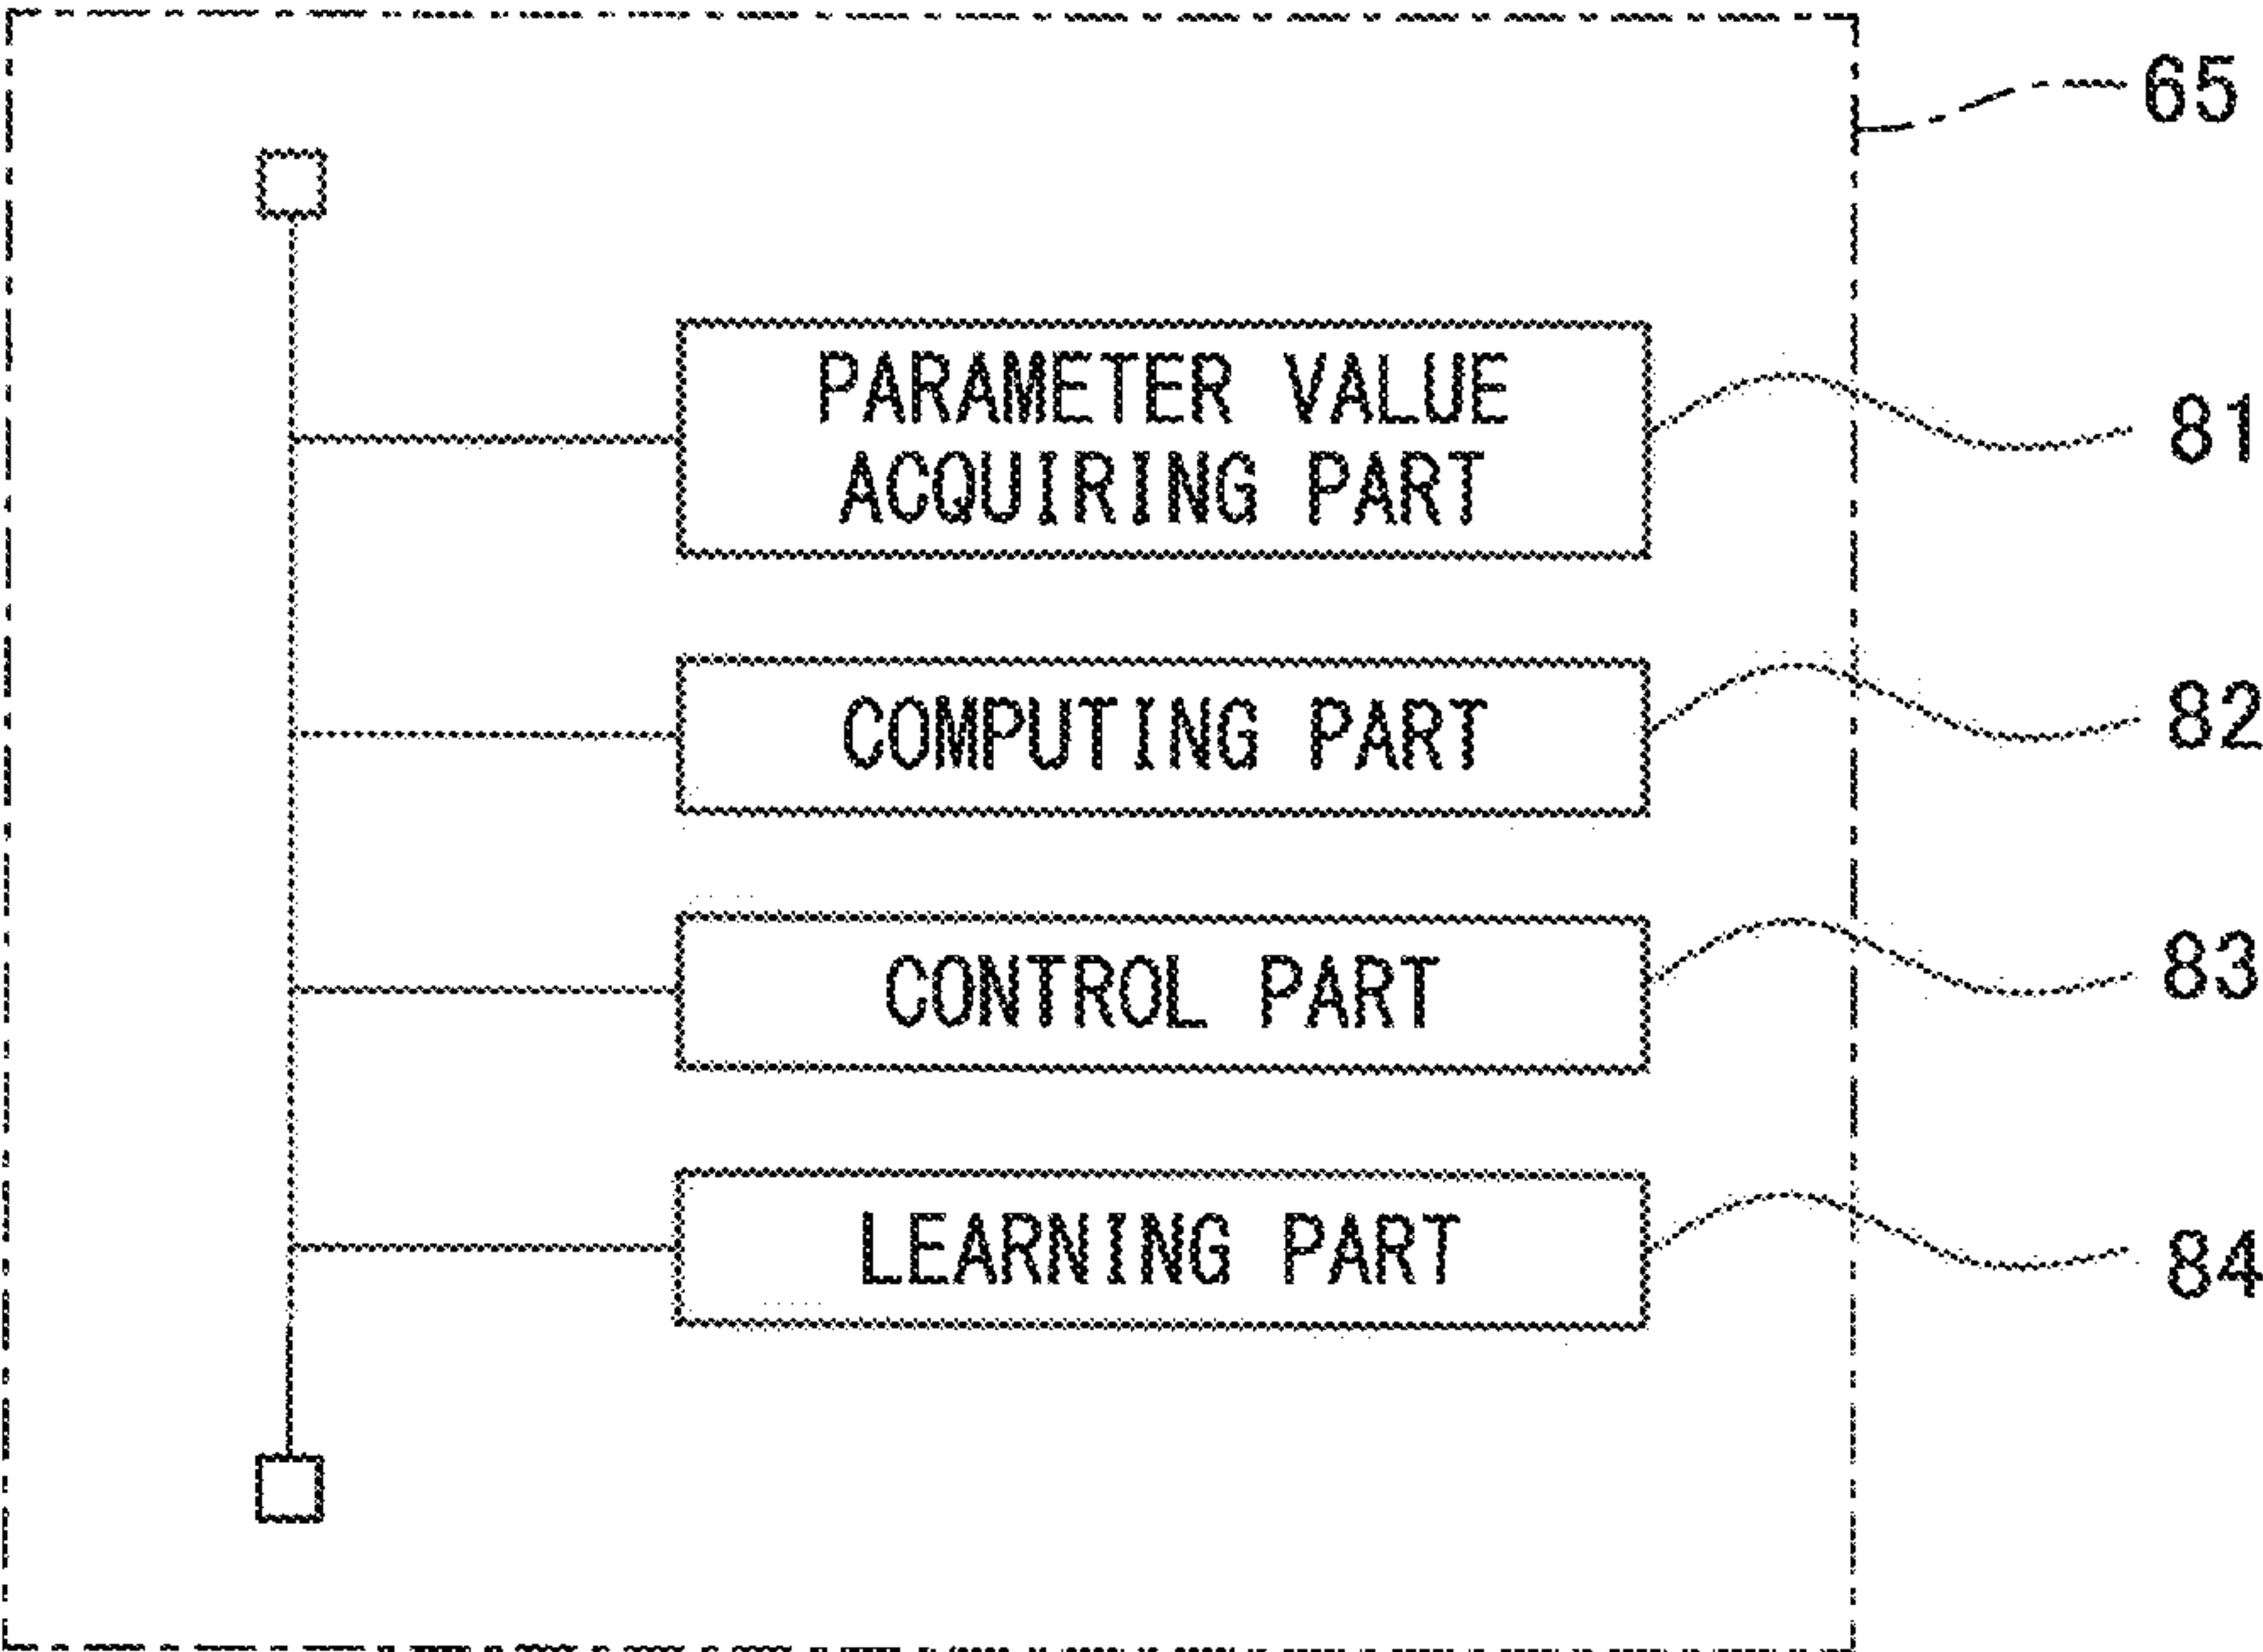 65
PARAMETER VALUE
ACQUIRING PART
81
COMPUTING PART
82
CONTROL PART
83
LEARNING PART
84